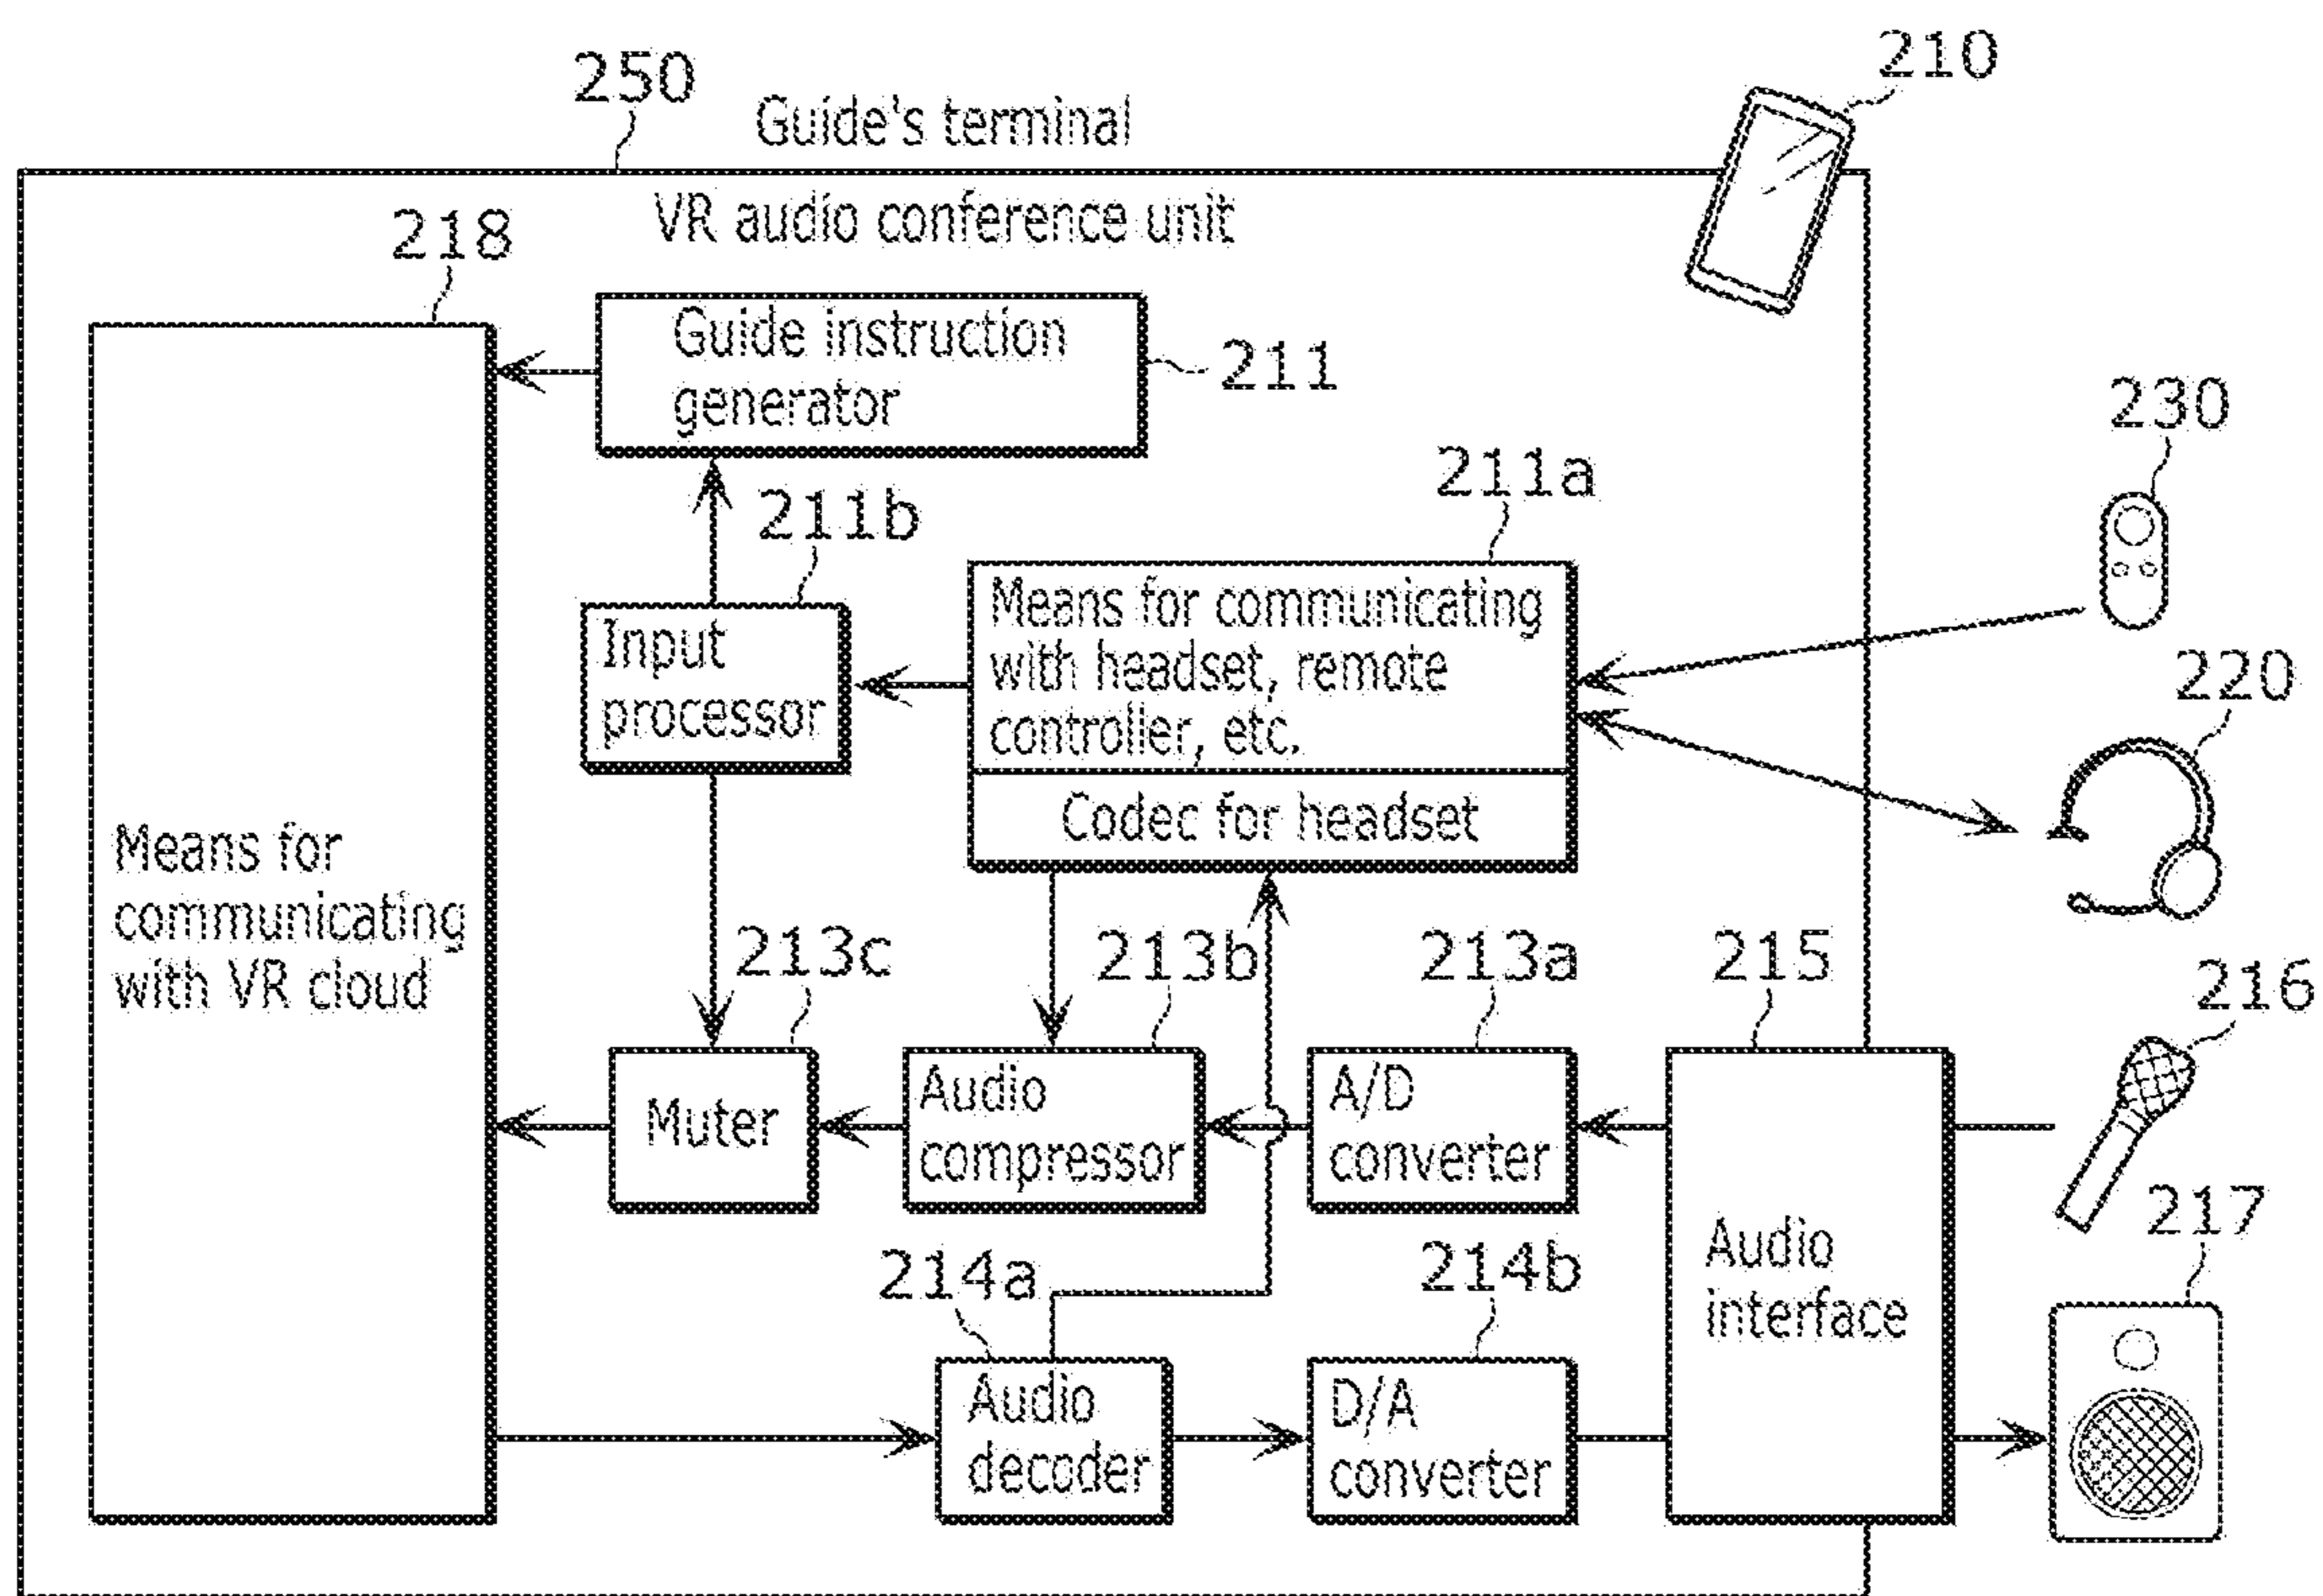 210
250
Guide's terminal
VR audio conference unit
218
Guide instruction
generator
211
230
211a
211b
Means for communicating
with headset, remote
controller, etc.
Input
processor
220
Codec for headset
Means for
communicating
with VR cloud
213c
213b
213a
215
216
Muter
Audio
compressor
A/D
converter
217
Audio
interface
214a
214b
Audio
decoder
D/A
converter